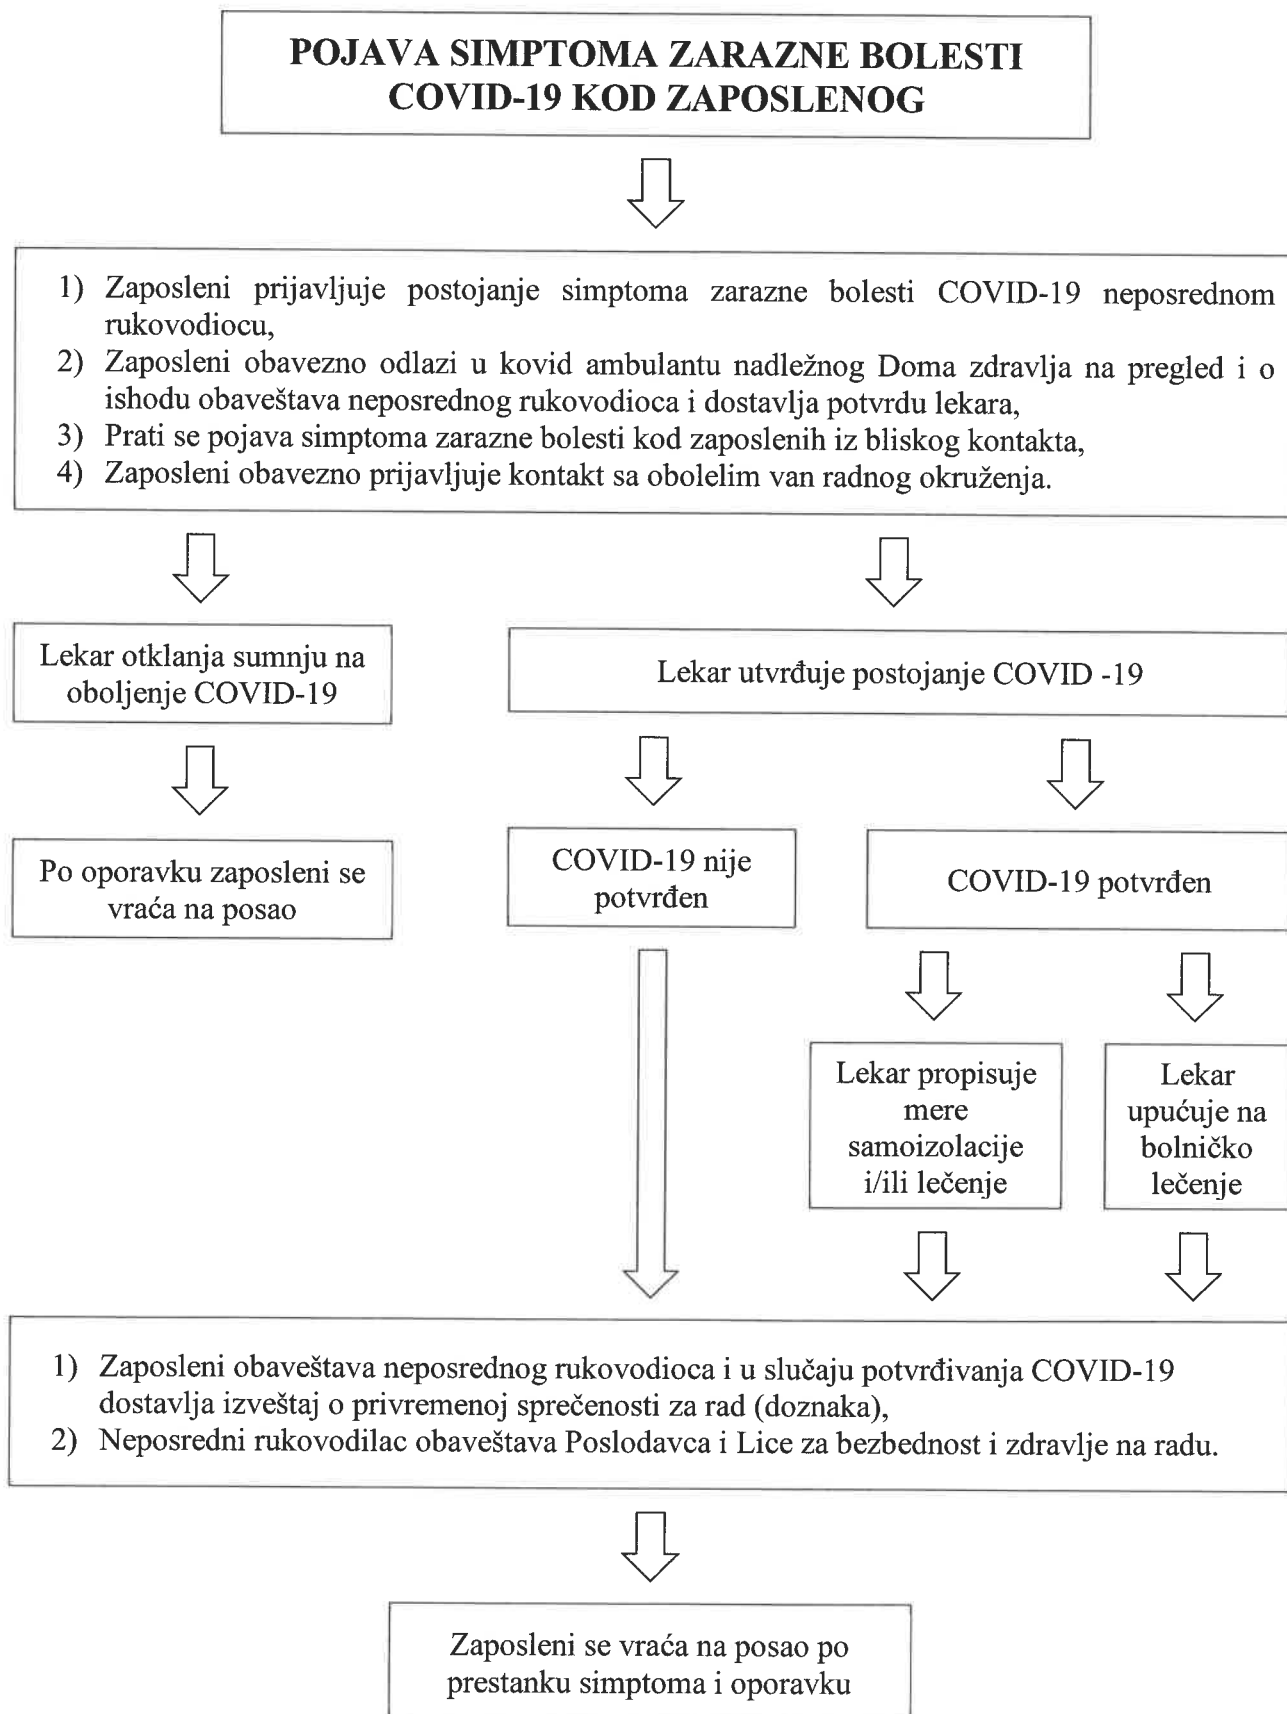 POJAVA SIMPTOMA ZARAZNE BOLESTI
COVID-19 KOD ZAPOSLENOG
1) Zaposleni prijavljuje postojanje simptoma zarazne bolesti COVID-19 neposrednom
rukovodiocu,
2) Zaposleni obavezno odlazi u kovid ambulantu nadležnog Doma zdravlja na pregled i o
ishodu obaveštava neposrednog rukovodioca i dostavlja potvrdu lekara,
3) Prati se pojava simptoma zarazne bolesti kod zaposlenih iz bliskog kontakta,
4) Zaposleni obavezno prijavljuje kontakt sa obolelim van radnog okruženja.
Lekar otklanja sumnju na
oboljenje COVID-19
Lekar utvrđuje postojanje COVID -19
Po oporavku zaposleni se
vraća na posao
COVID-19 nije
potvrđen
COVID-19 potvrđen
Lekar propisuje
mere
samoizolacije
i/ili lečenje
Lekar
upućuje na
bolničko
lečenje
1) Zaposleni obaveštava neposrednog rukovodioca i u slučaju potvrđivanja COVID-19
dostavlja izveštaj o privremenoj sprečenosti za rad (doznaka),
2) Neposredni rukovodilac obaveštava Poslodavca i Lice za bezbednost i zdravlje na radu.
Zaposleni se vraća na posao po
prestanku simptoma i oporavku